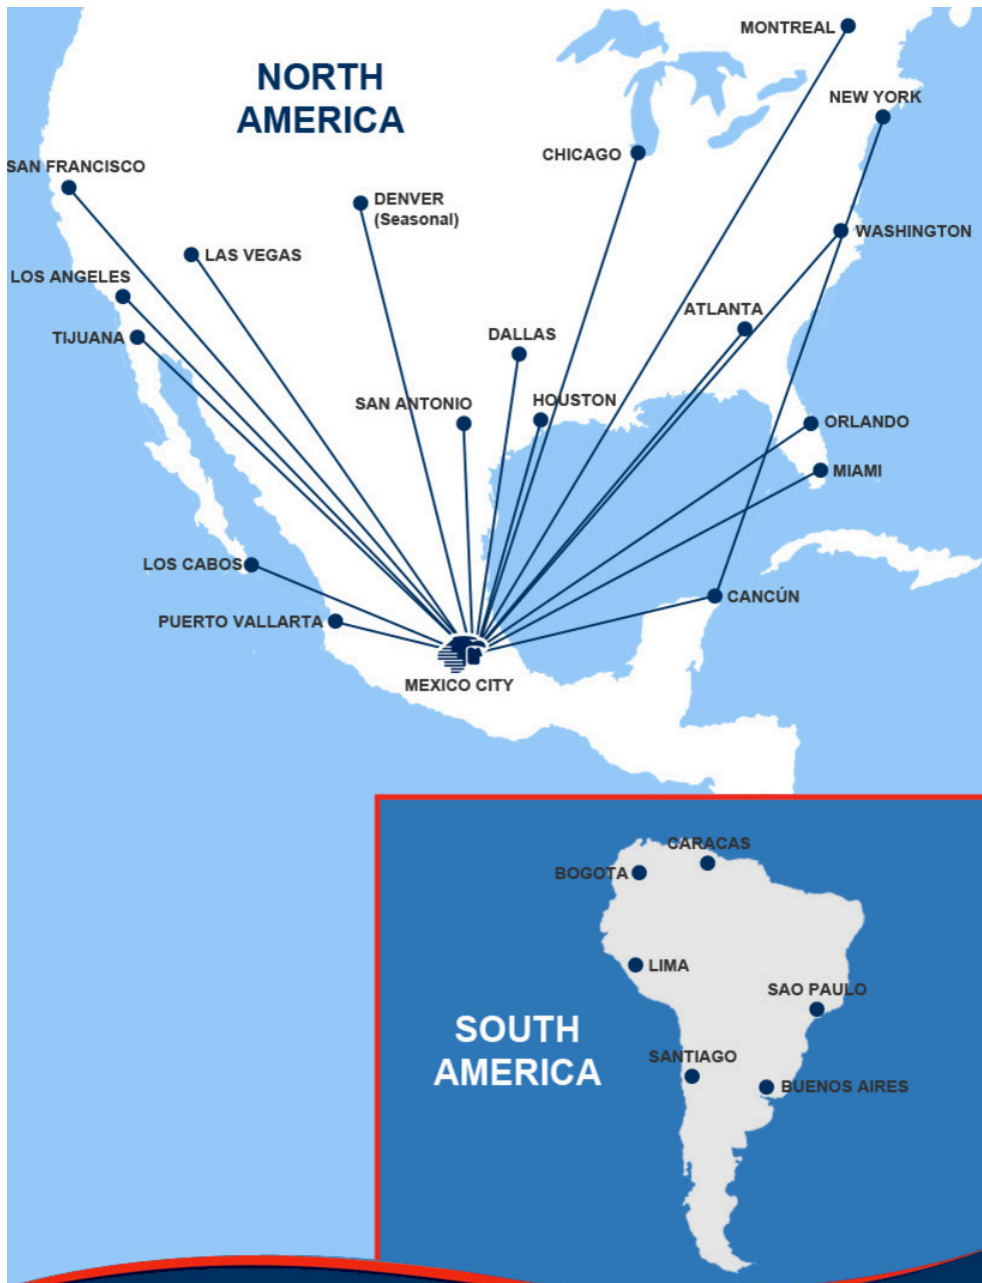 MONTREAL
NORTH
AMERICA
NEW YORK
CHICAGO
SAN FRANCISCO
DENVER
(Seasonal)
WASHINGTON
LAS VEGAS
LOS ANGELES
ATLANTA
TIJUANA
DALLAS
SAN ANTONIO
HOUSTON
ORLANDO
MIAMI
LOS CABOS
CANCÚN
PUERTO VALLARTA
MEXICO CITY
CARACAS
BOGOTA
LIMA
SAO PAULO
SOUTH
AMERICA
SANTIAGO
BUENOS AIRES